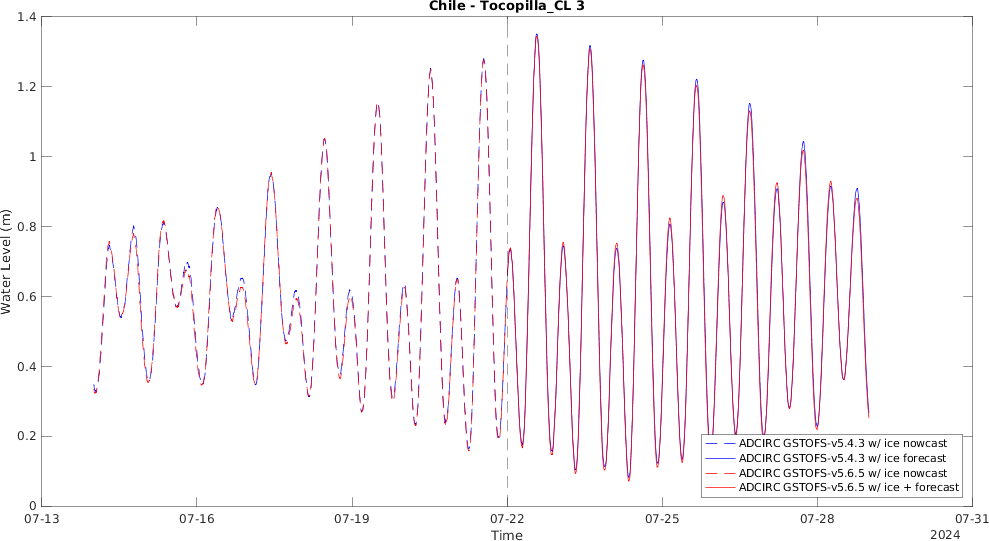 Chile - Tocopilla_CL 3
Water Level (m)
1.4
1.2
1
0.8
0.6
0.4
0.2
0
ADCIRC GSTOFS-v5.4.3 w/ ice nowcast
ADCIRC GSTOFS-v5.4.3 w/ ice forecast
ADCIRC GSTOFS-v5.6.5 w/ ice nowcast
ADCIRC GSTOFS-v5.6.5 w/ ice + forecast
07-13 07-16 07-19 07-22 07-25 07-28 07-31
Time
2024